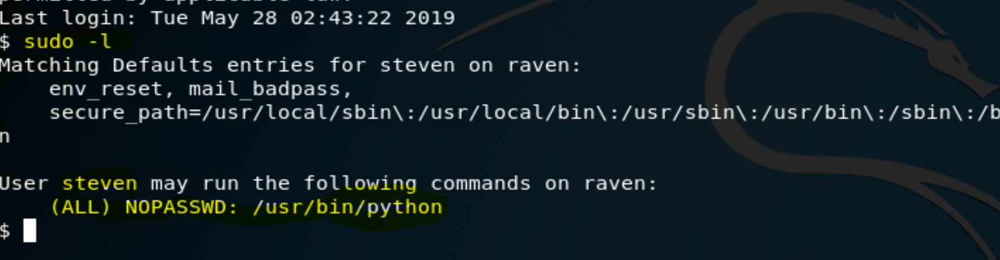 Last login: Tue May 28 02:43:22 2019
$ sudo -l
Matching Defaults entries for steven on raven:
    env_reset, mail_badpass,
    secure_path=/usr/local/sbin\:/usr/local/bin\:/usr/sbin\:/usr/bin\:/sbin\:/b
n
User steven may run the following commands on raven:
    (ALL) NOPASSWD: /usr/bin/python
$